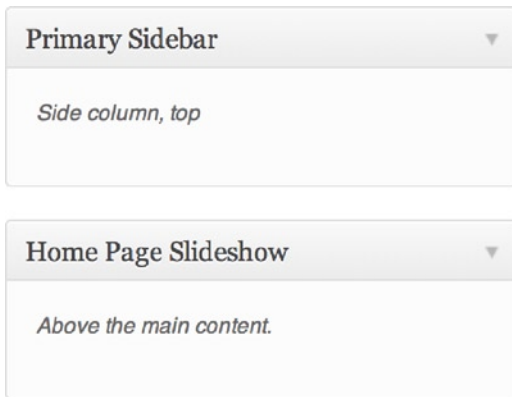 Primary Sidebar
Side column, top
Home Page Slideshow
Above the main content.